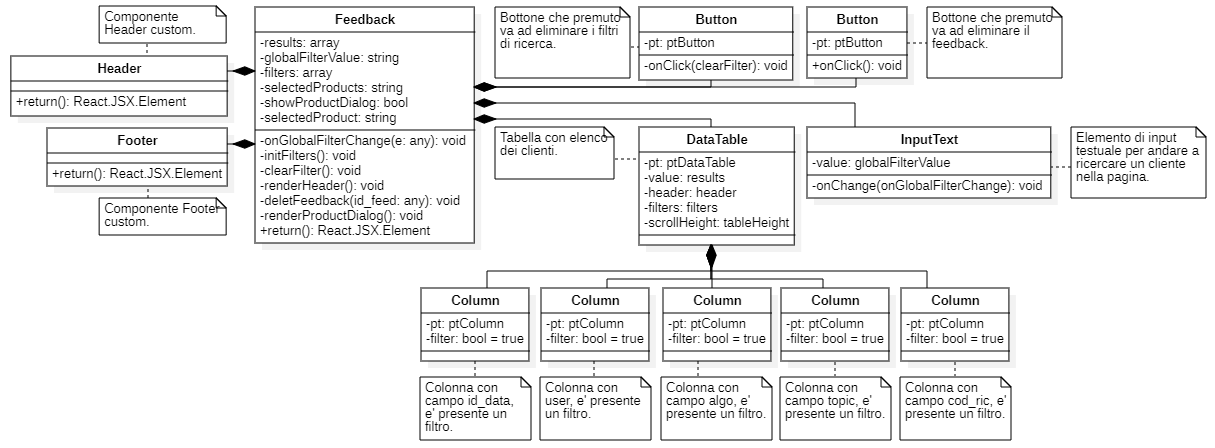 Componente
Header custom.
Header
+return(): React.JSX.Element
Footer
+return(): React.JSX.Element
Componente Footer
custom.
Feedback
-results: array
-globalFilterValue: string
-filters: array
-selectedProducts: string
-showProductDialog: bool
-selectedProduct: string
-onGlobalFilterChange(e: any): void
-initFilters(): void
-clearFilter(): void
-renderHeader(): void
-deletFeedback(id_feed: any): void
-renderProductDialog(): void
+return(): React.JSX.Element
Bottone che premuto
va ad eliminare i filtri
di ricerca.
Button
-pt: ptButton
-onClick(clearFilter): void
Button
-pt: ptButton
+onClick(): void
Bottone che premuto
va ad eliminare il
feedback.
Tabella con elenco
dei clienti.
DataTable
-pt: ptDataTable
-value: results
-header: header
-filters: filters
-scrollHeight: tableHeight
InputText
-value: globalFilterValue
-onChange(onGlobalFilterChange): void
Elemento di input
testuale per andare a
ricercare un cliente
nella pagina.
Column
-pt: ptColumn
-filter: bool = true
Column
-pt: ptColumn
-filter: bool = true
Column
-pt: ptColumn
-filter: bool = true
Column
-pt: ptColumn
-filter: bool = true
Column
-pt: ptColumn
-filter: bool = true
Colonna con
campo id_data,
e' presente un
filtro.
Colonna con
user, e' presente
un filtro.
Colonna con
campo algo, e'
presente un filtro.
Colonna con
campo topic, e'
presente un filtro.
Colonna con
campo cod_ric, e'
presente un filtro.